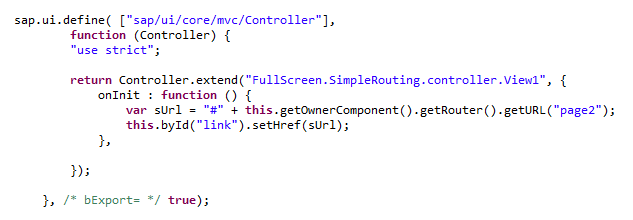 sap.ui.define( ["sap/ui/core/mvc/Controller"],
function (Controller) {
"use strict";
return Controller.extend("FullScreen.SimpleRouting.controller.View1", {
onInit : function () {
var sUrl = "#" + this.getOwnerComponent().getRouter().getURL("page2");
this.byId("link").setHref(sUrl);
},
});
}, /* bExport= */ true);